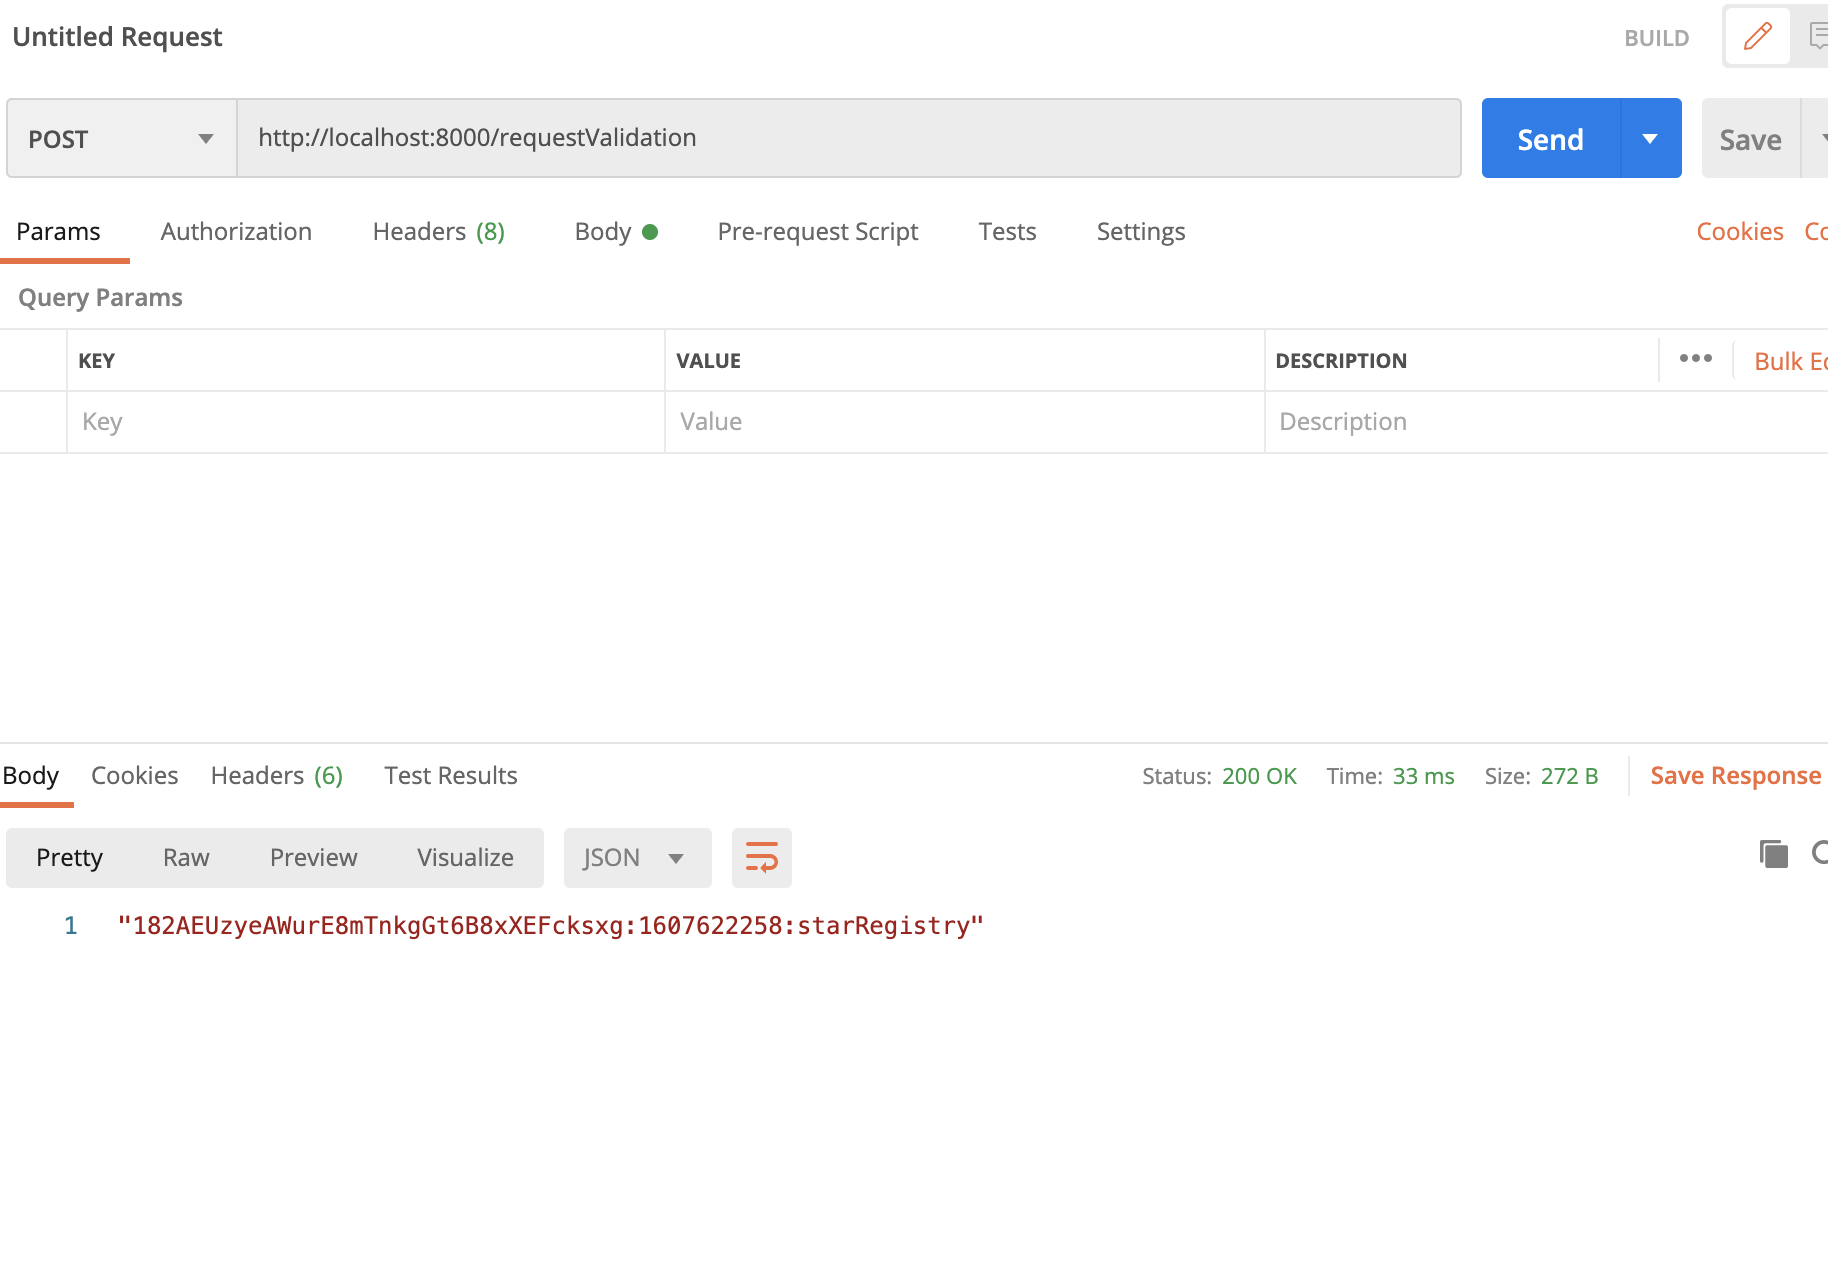 Untitled Request BUILD
POST http://localhost:8000/requestValidation Send Save
Params Authorization Headers (8) Body Pre-request Script Tests Settings Cookies
Query Params
KEY VALUE DESCRIPTION Bulk
Key Value Description
Body Cookies Headers (6) Test Results Status: 200 OK Time: 33 ms Size: 272 B Save Response
Pretty Raw Preview Visualize JSON
1 "182AEUzyeAWurE8mTnkgGt6B8xXEFcksxg:1607622258:starRegistry"